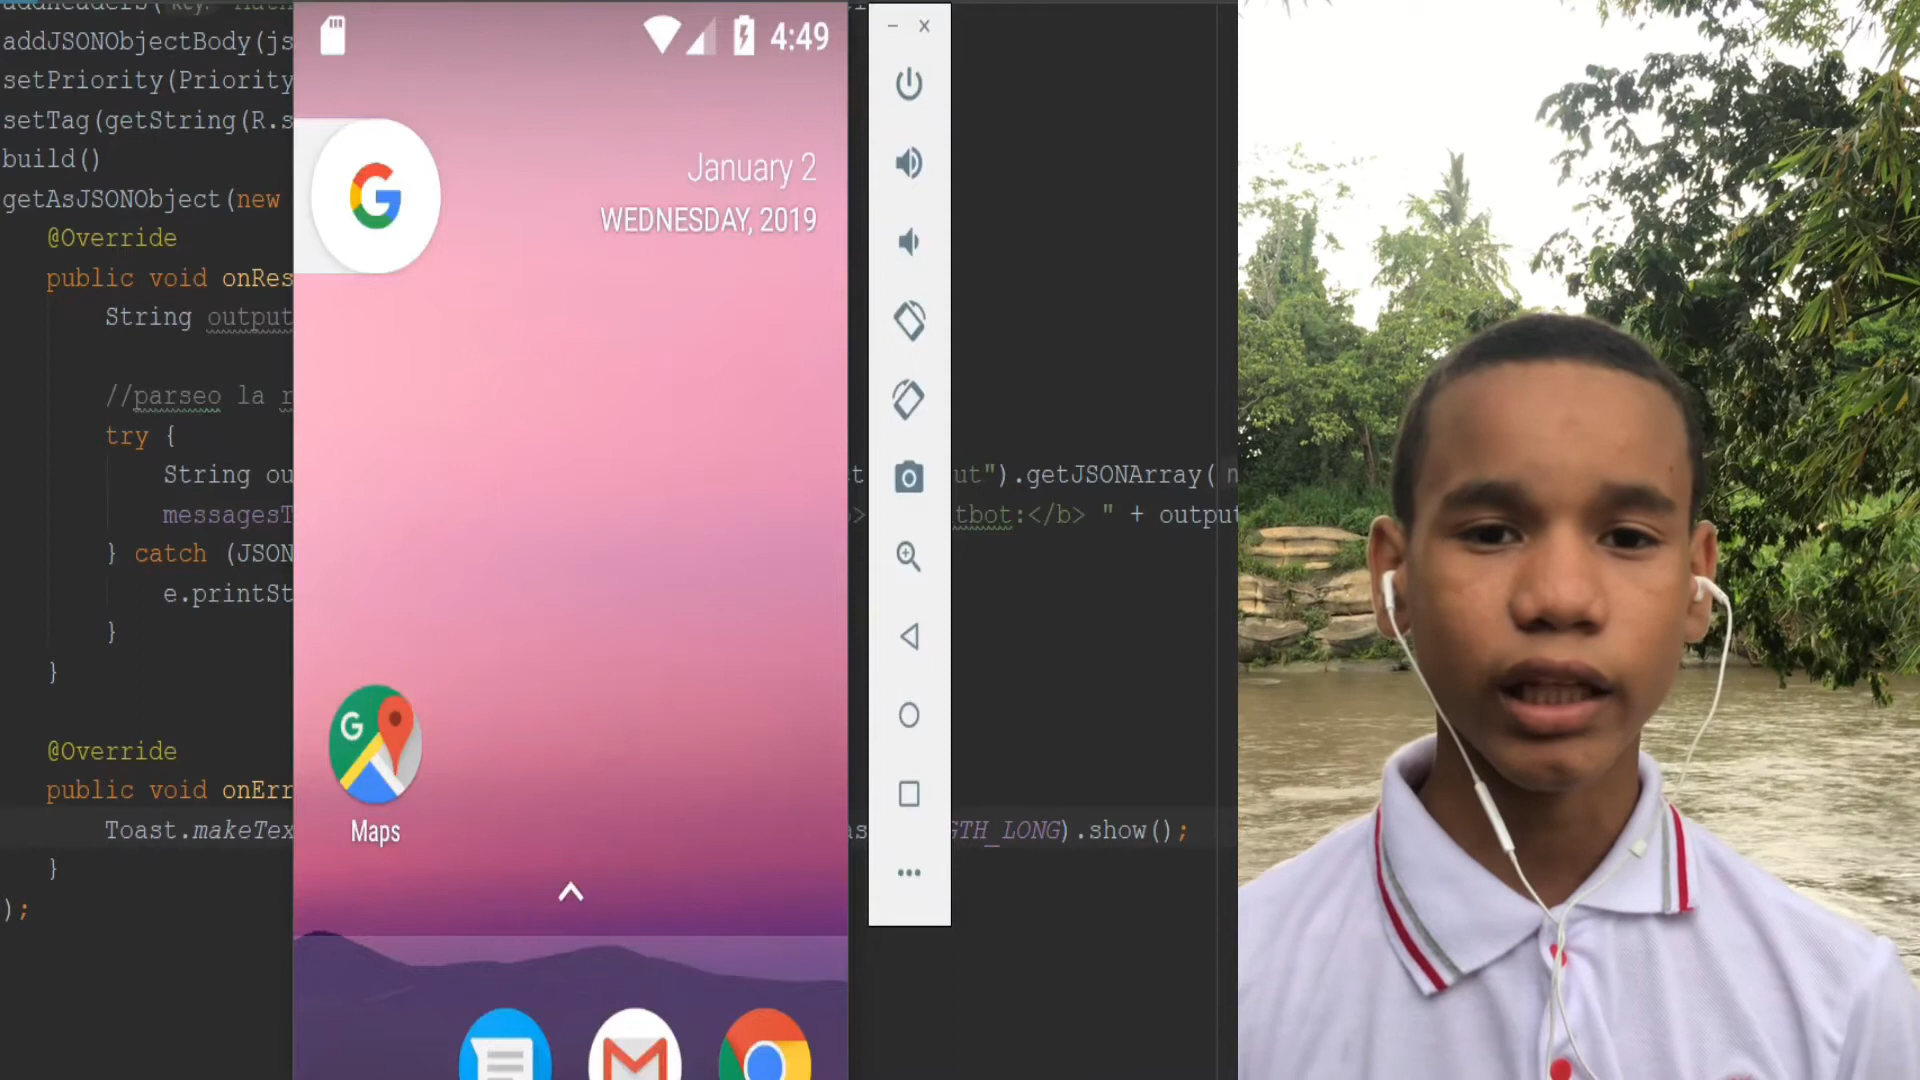 addHeaders(
addJSONObjectBody(js
setPriority(Priority
setTag(getString(R.s
build()
getAsJSONObject(new
@Override
public void onRes
String output
//parseo la r
try {
String ou
ut").getJSONArray(
messagesT
tbot:</b> " + output
} catch (JSON
e.printSt
}
}
@Override
public void onErr
Toast.makeTex
GTH_LONG).show();
}
);
4:49
January 2
WEDNESDAY, 2019
Maps